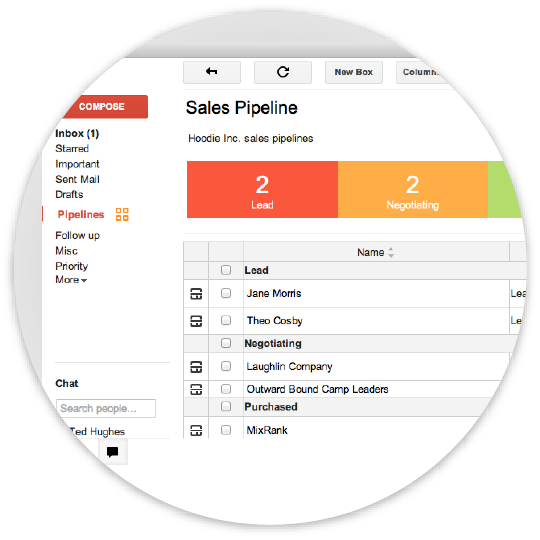 New Box
Column
COMPOSE
Sales Pipeline
Inbox (1)
Starred
Important
Sent Mail
Drafts
Pipelines
Follow up
Misc
Priority
More
Hoodie Inc. sales pipelines
2
Lead
2
Negotiating
Name
Lead
Jane Morris
Lea
Theo Cosby
Le
Negotiating
Laughlin Company
Outward Bound Camp Leaders
Purchased
MixRank
Chat
Search people...
Ted Hughes